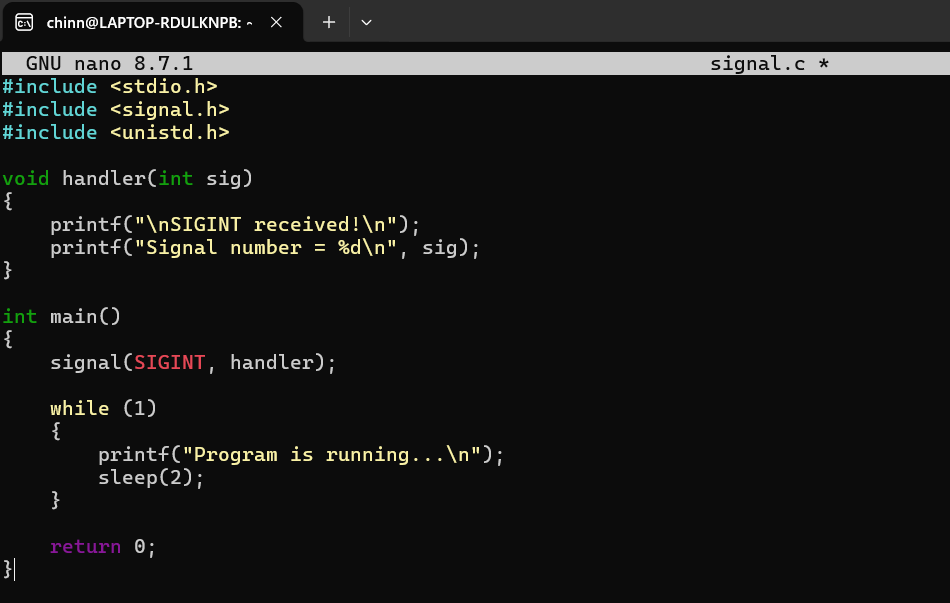 chinn@LAPTOP-RDULKNPB: ~
GNU nano 8.7.1 signal.c *
#include <stdio.h>
#include <signal.h>
#include <unistd.h>

void handler(int sig)
{
    printf("\nSIGINT received!\n");
    printf("Signal number = %d\n", sig);
}

int main()
{
    signal(SIGINT, handler);

    while (1)
    {
        printf("Program is running...\n");
        sleep(2);
    }

    return 0;
}